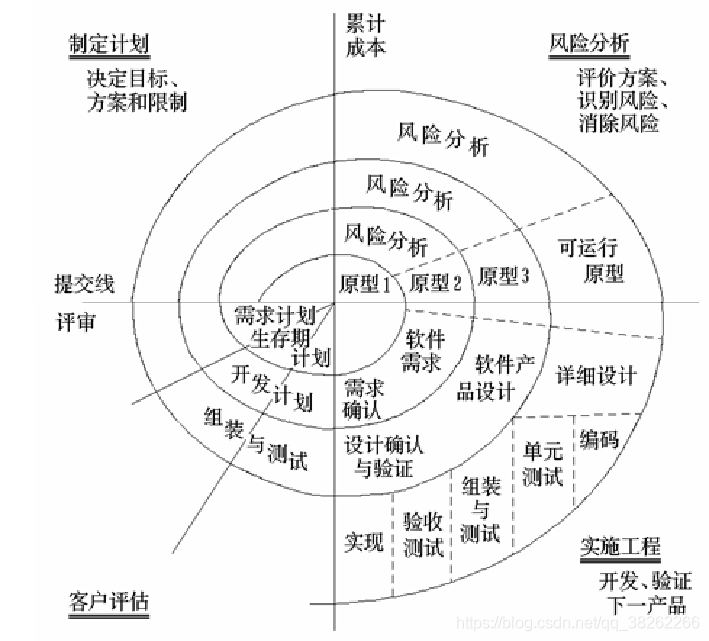 累计
成本
制定计划
决定目标、
方案和限制
风险分析
评价方案、
识别风险、
消除风险
风险分析
风险分析
风险分析
可运行
原型
原型1
原型2
原型3
提交线
评审
需求计划
生存期
计划
开发计划
组装与测试
软件
需求
需求
确认
软件产
品设计
详细设计
设计确认
与验证
实现
验收
测试
组装
与
测试
单元
测试
编码
实施工程
开发、验证
下一产品
客户评估
https://blog.csdn.net/qq_38262266